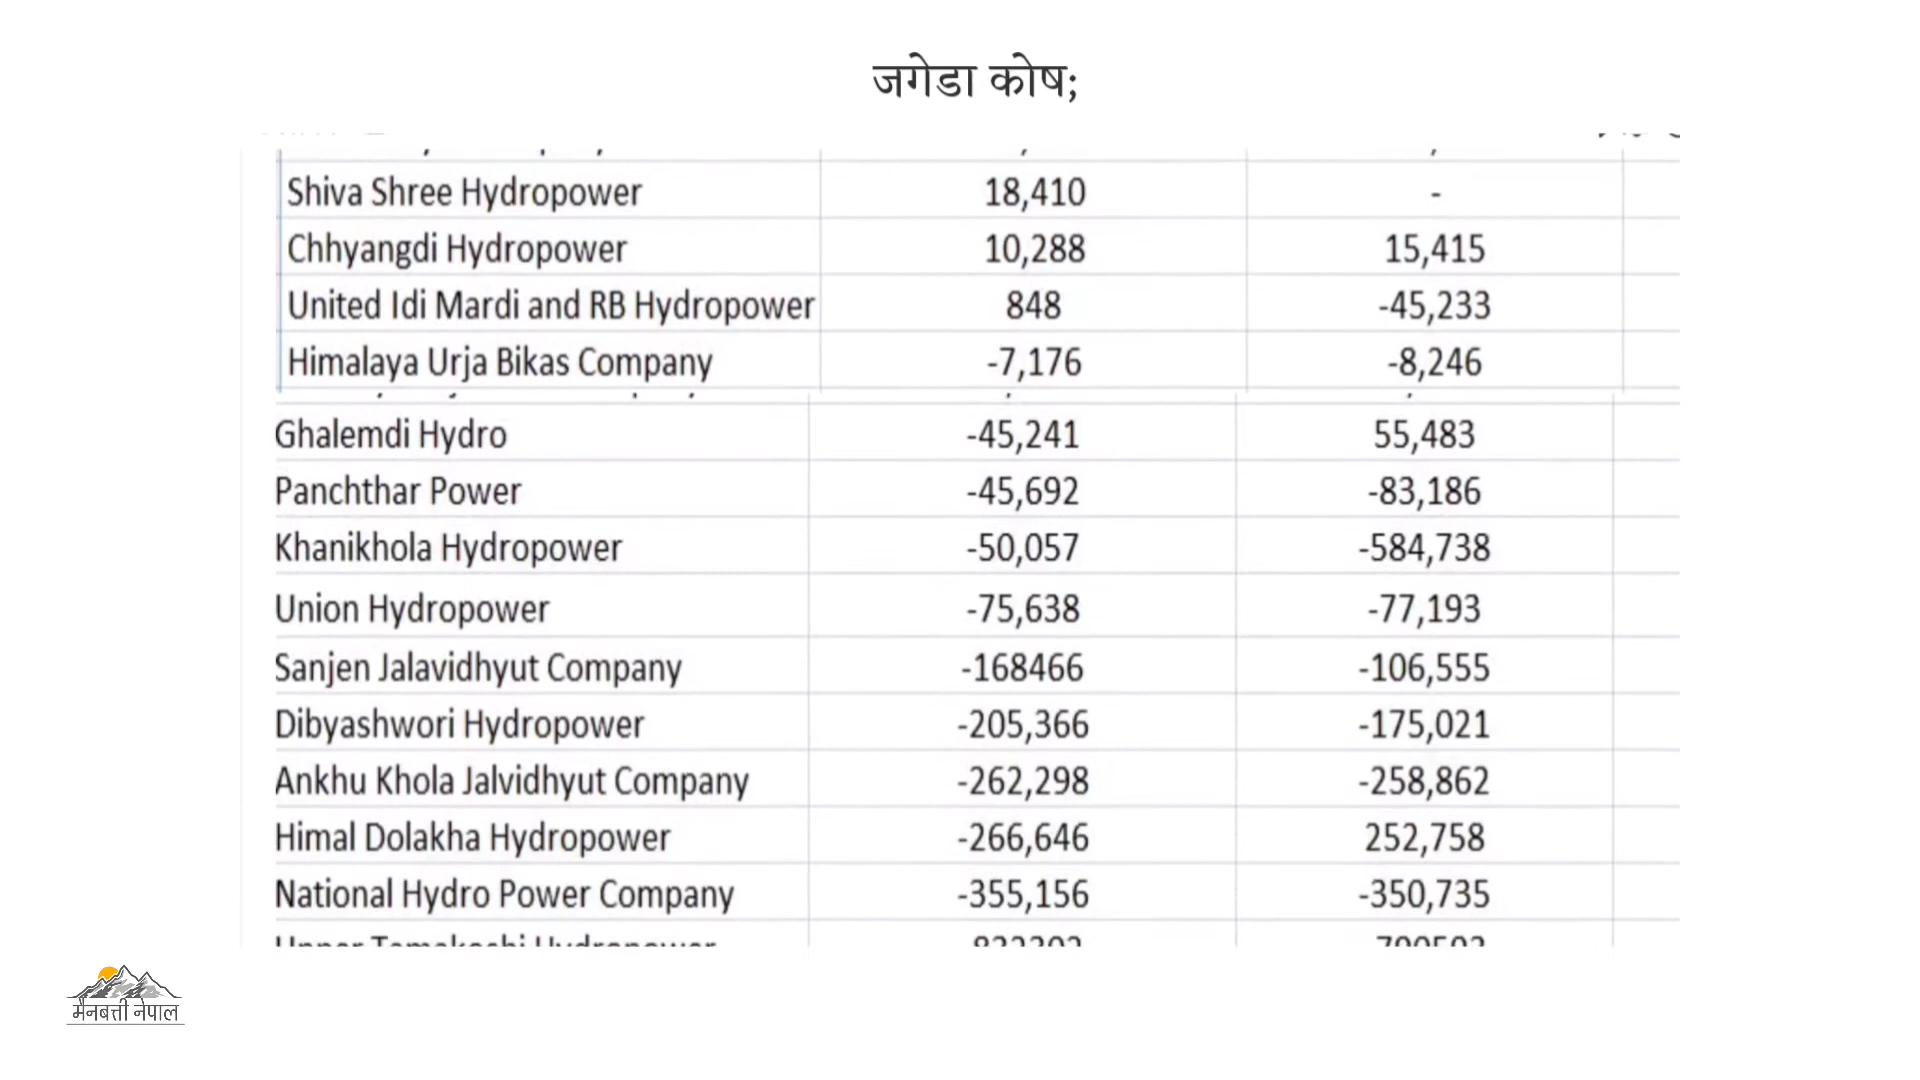 जगेडा कोष;
Shiva Shree Hydropower 18,410 -
Chhyangdi Hydropower 10,288 15,415
United Idi Mardi and RB Hydropower 848 -45,233
Himalaya Urja Bikas Company -7,176 -8,246
Ghalemdi Hydro -45,241 55,483
Panchthar Power -45,692 -83,186
Khanikhola Hydropower -50,057 -584,738
Union Hydropower -75,638 -77,193
Sanjen Jalavidhyut Company -168466 -106,555
Dibyashwori Hydropower -205,366 -175,021
Ankhu Khola Jalvidhyut Company -262,298 -258,862
Himal Dolakha Hydropower -266,646 252,758
National Hydro Power Company -355,156 -350,735
मैनबत्ती नेपाल